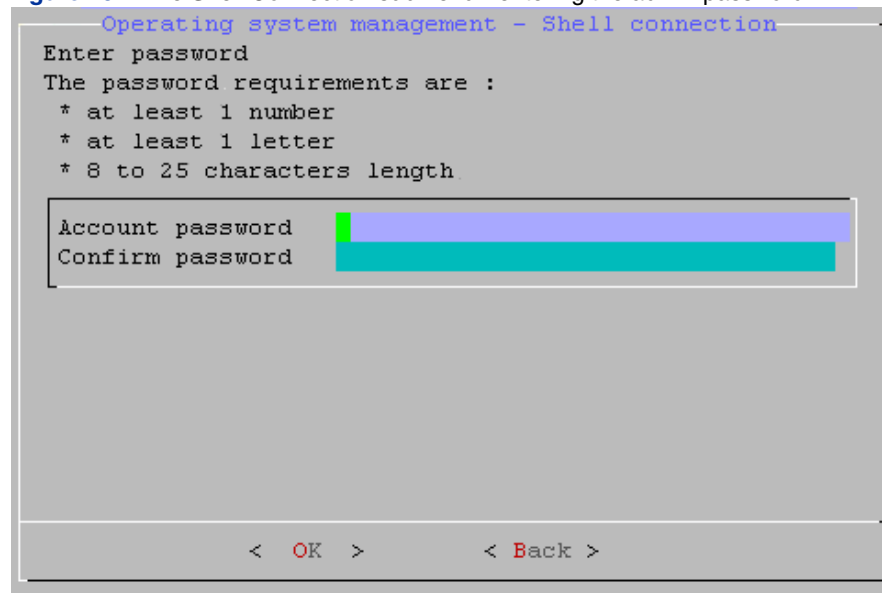 Operating system management - Shell connection
Enter password
The password requirements are :
* at least 1 number
* at least 1 letter
* 8 to 25 characters length
Account password
Confirm password
< OK > < Back >